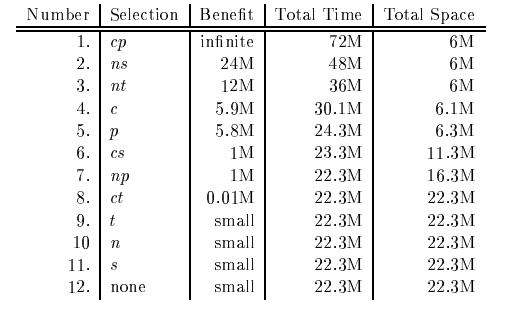 Number Selection Benefit Total Time Total Space
1. cp infinite 72M 6M
2. ns 24M 48M 6M
3. nt 12M 36M 6M
4. c 5.9M 30.1M 6.1M
5. p 5.8M 24.3M 6.3M
6. cs 1M 23.3M 11.3M
7. np 1M 22.3M 16.3M
8. ct 0.01M 22.3M 22.3M
9. t small 22.3M 22.3M
10 n small 22.3M 22.3M
11. s small 22.3M 22.3M
12. none small 22.3M 22.3M